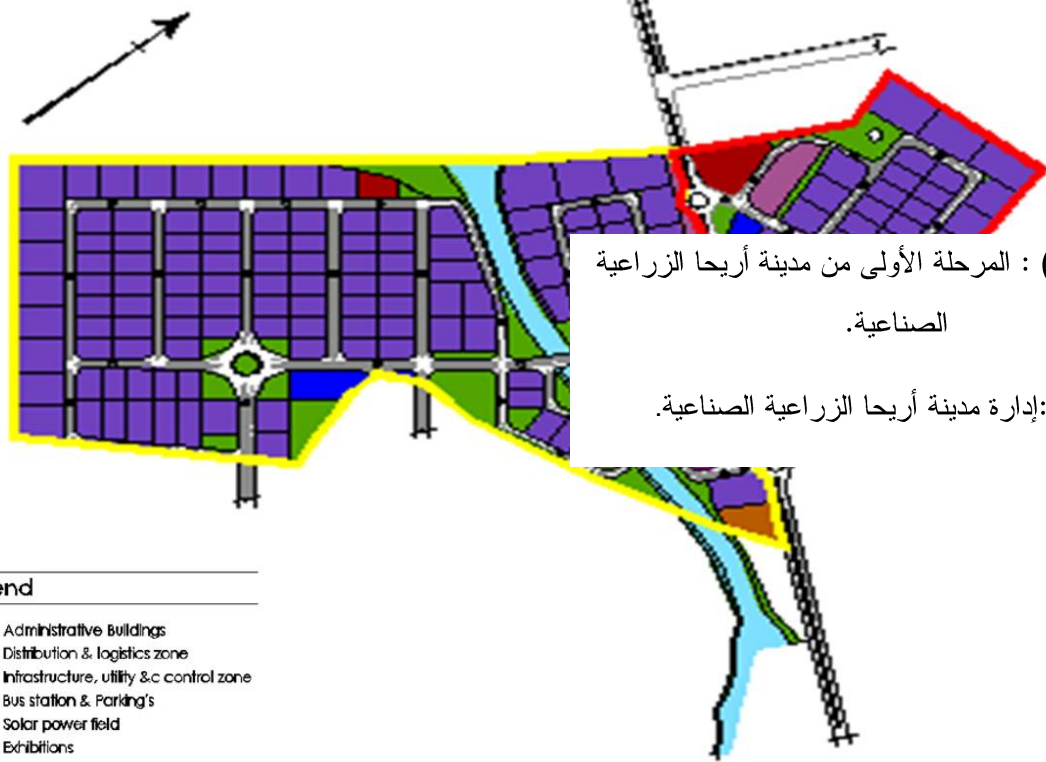 ) : المرحلة الأولى من مدينة أريحا الزراعية
الصناعية.
:إدارة مدينة أريحا الزراعية الصناعية.
end
Administrative Buildings
Distribution & logistics zone
Infrastructure, utility &c control zone
Bus station & Parking's
Solar power field
Exhibitions